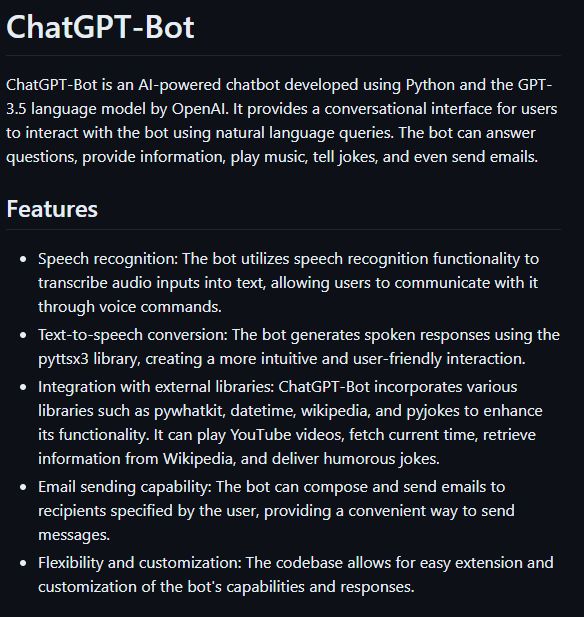 ChatGPT-Bot
ChatGPT-Bot is an AI-powered chatbot developed using Python and the GPT-
3.5 language model by OpenAI. It provides a conversational interface for users
to interact with the bot using natural language queries. The bot can answer
questions, provide information, play music, tell jokes, and even send emails.
Features
• Speech recognition: The bot utilizes speech recognition functionality to
transcribe audio inputs into text, allowing users to communicate with it
through voice commands.
• Text-to-speech conversion: The bot generates spoken responses using the
pyttsx3 library, creating a more intuitive and user-friendly interaction.
• Integration with external libraries: ChatGPT-Bot incorporates various
libraries such as pywhatkit, datetime, wikipedia, and pyjokes to enhance
its functionality. It can play YouTube videos, fetch current time, retrieve
information from Wikipedia, and deliver humorous jokes.
• Email sending capability: The bot can compose and send emails to
recipients specified by the user, providing a convenient way to send
messages.
• Flexibility and customization: The codebase allows for easy extension and
customization of the bot's capabilities and responses.